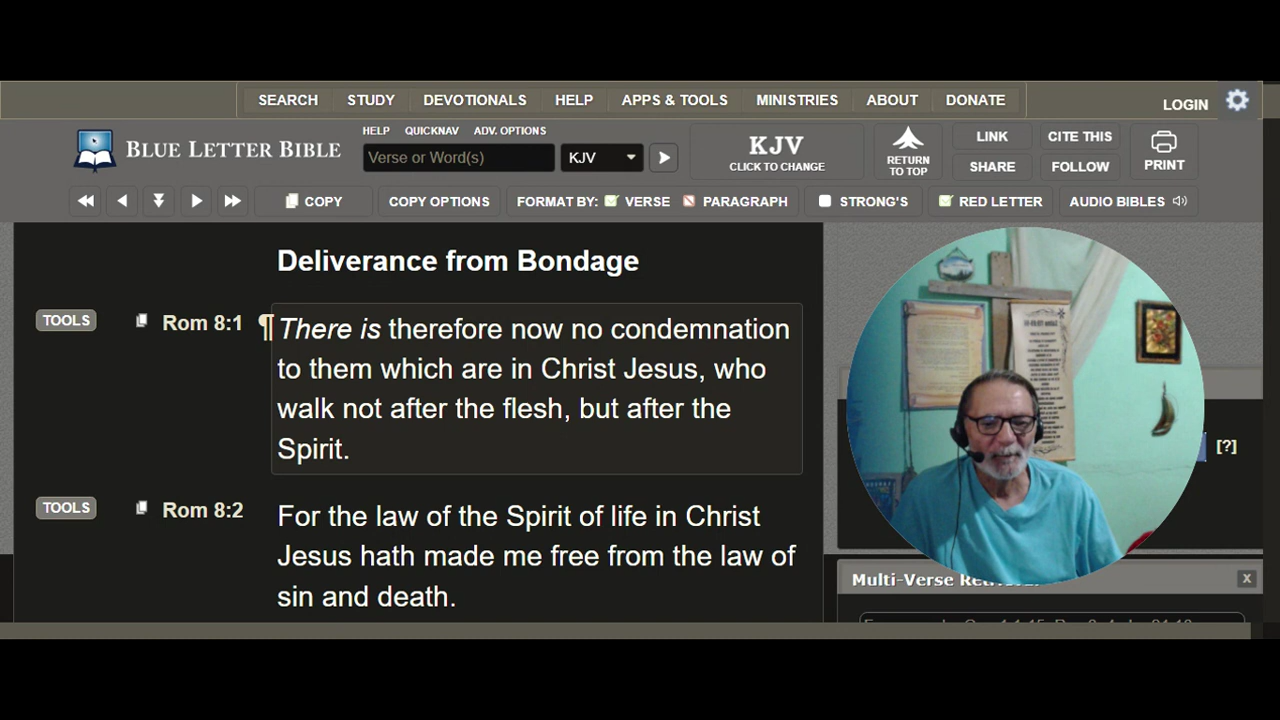 SEARCH STUDY DEVOTIONALS HELP APPS & TOOLS MINISTRIES ABOUT DONATE LOGIN
BLUE LETTER BIBLE
HELP QUICKNAV ADV. OPTIONS
Verse or Word(s) KJV
KJV
CLICK TO CHANGE
RETURN
TO TOP
LINK CITE THIS
SHARE FOLLOW
PRINT
COPY COPY OPTIONS FORMAT BY: VERSE PARAGRAPH STRONG'S RED LETTER AUDIO BIBLES
Deliverance from Bondage
TOOLS Rom 8:1 ¶ There is therefore now no condemnation
to them which are in Christ Jesus, who
walk not after the flesh, but after the
Spirit.
TOOLS Rom 8:2 For the law of the Spirit of life in Christ
Jesus hath made me free from the law of
sin and death.
[?]
Multi-Verse
X